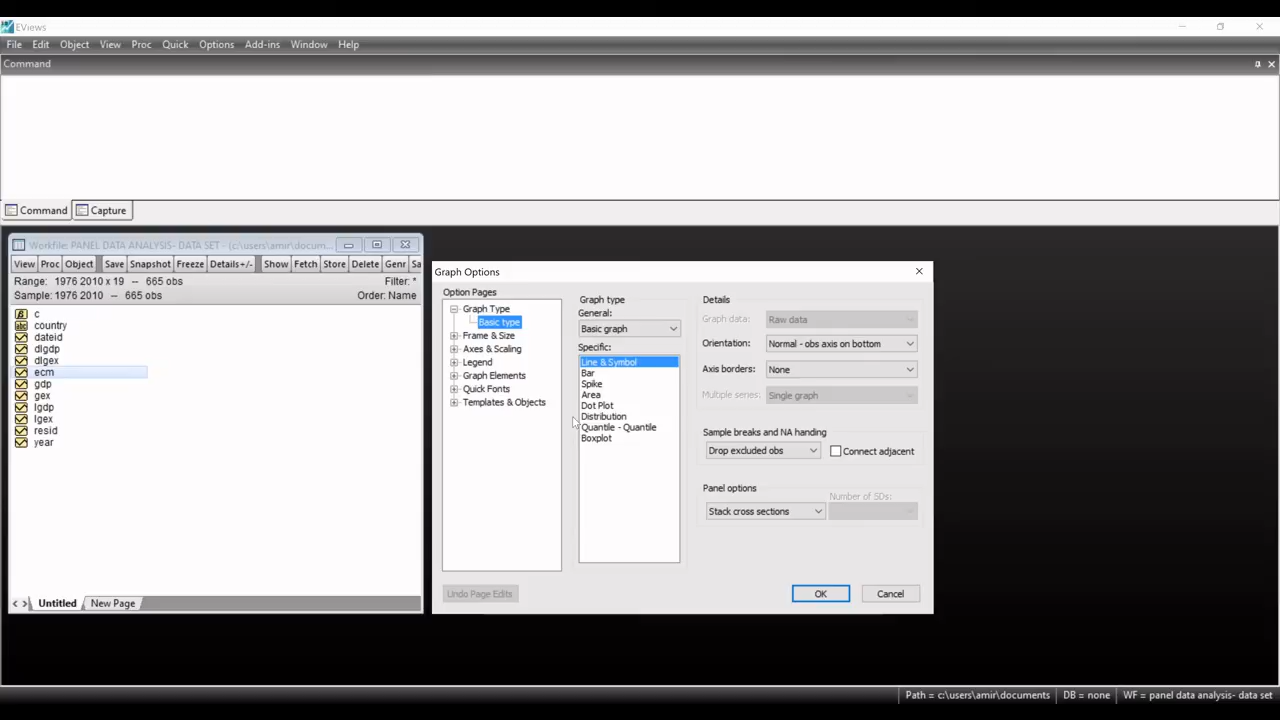 EViews
File Edit Object View Proc Quick Options Add-ins Window Help
Command
Command Capture
Workfile: PANEL DATA ANALYSIS- DATA SET - (c:\users\amir\docum...
View Proc Object Save Snapshot Freeze Details+/- Show Fetch Store Delete Genr Sa
Range: 1976 2010 x 19 -- 665 obs Filter: *
Sample: 1976 2010 -- 665 obs Order: Name
c
country
dateid
dlgdp
dlgex
ecm
gdp
gex
lgdp
lgex
resid
year
Untitled New Page
Graph Options
Option Pages
Graph Type
Basic type
Frame & Size
Axes & Scaling
Legend
Graph Elements
Quick Fonts
Templates & Objects
Undo Page Edits
Graph type
General:
Basic graph
Specific:
Line & Symbol
Bar
Spike
Area
Dot Plot
Distribution
Quantile - Quantile
Boxplot
Details
Graph data: Raw data
Orientation: Normal - obs axis on bottom
Axis borders: None
Multiple series: Single graph
Sample breaks and NA handing
Drop excluded obs Connect adjacent
Panel options
Number of SDs:
Stack cross sections
OK Cancel
Path = c:\users\amir\documents DB = none WF = panel data analysis- data set